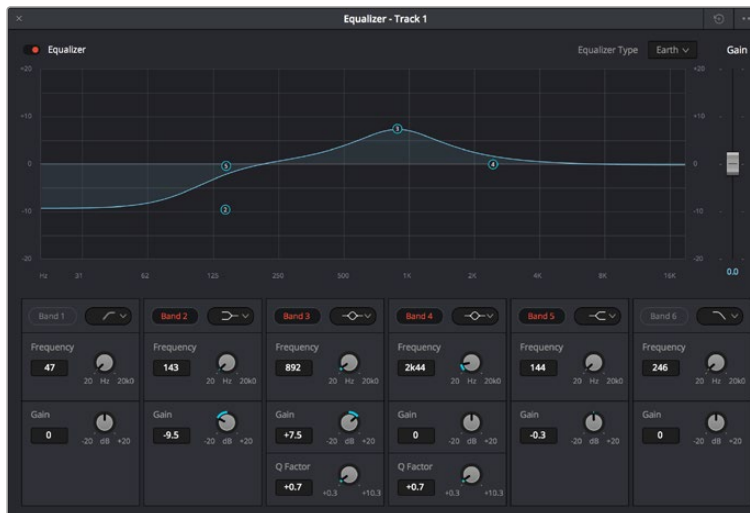 × Equalizer - Track 1
Equalizer Equalizer Type Earth Gain
+20 +20
+10 +10
3
0 5 4 0
-10 2 -10
-20 -20
Hz 31 62 125 250 500 1K 2K 4K 8K 16K 0.0
Band 1 Band 2 Band 3 Band 4 Band 5 Band 6
Frequency Frequency Frequency Frequency Frequency Frequency
47 143 892 2k44 144 246
20 Hz 20k0 20 Hz 20k0 20 Hz 20k0 20 Hz 20k0 20 Hz 20k0 20 Hz 20k0
Gain Gain Gain Gain Gain Gain
0 -9.5 +7.5 0 -0.3 0
-20 dB +20 -20 dB +20 -20 dB +20 -20 dB +20 -20 dB +20 -20 dB +20
Q Factor Q Factor
+0.7 +0.7
+0.3 +10.3 +0.3 +10.3